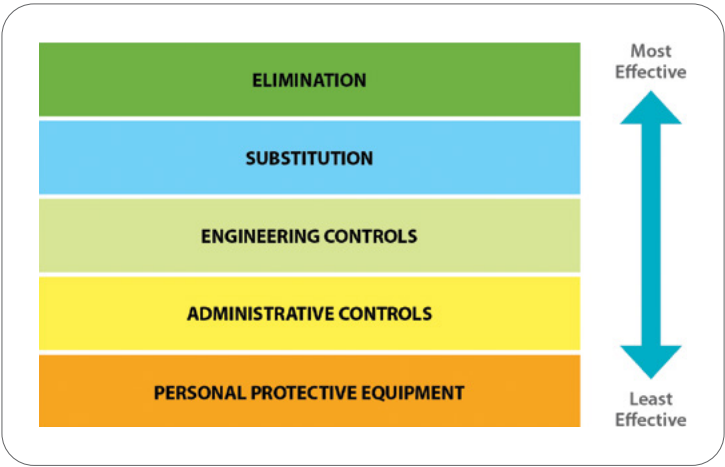 Most
Effective
ELIMINATION
SUBSTITUTION
ENGINEERING CONTROLS
ADMINISTRATIVE CONTROLS
PERSONAL PROTECTIVE EQUIPMENT
Least
Effective